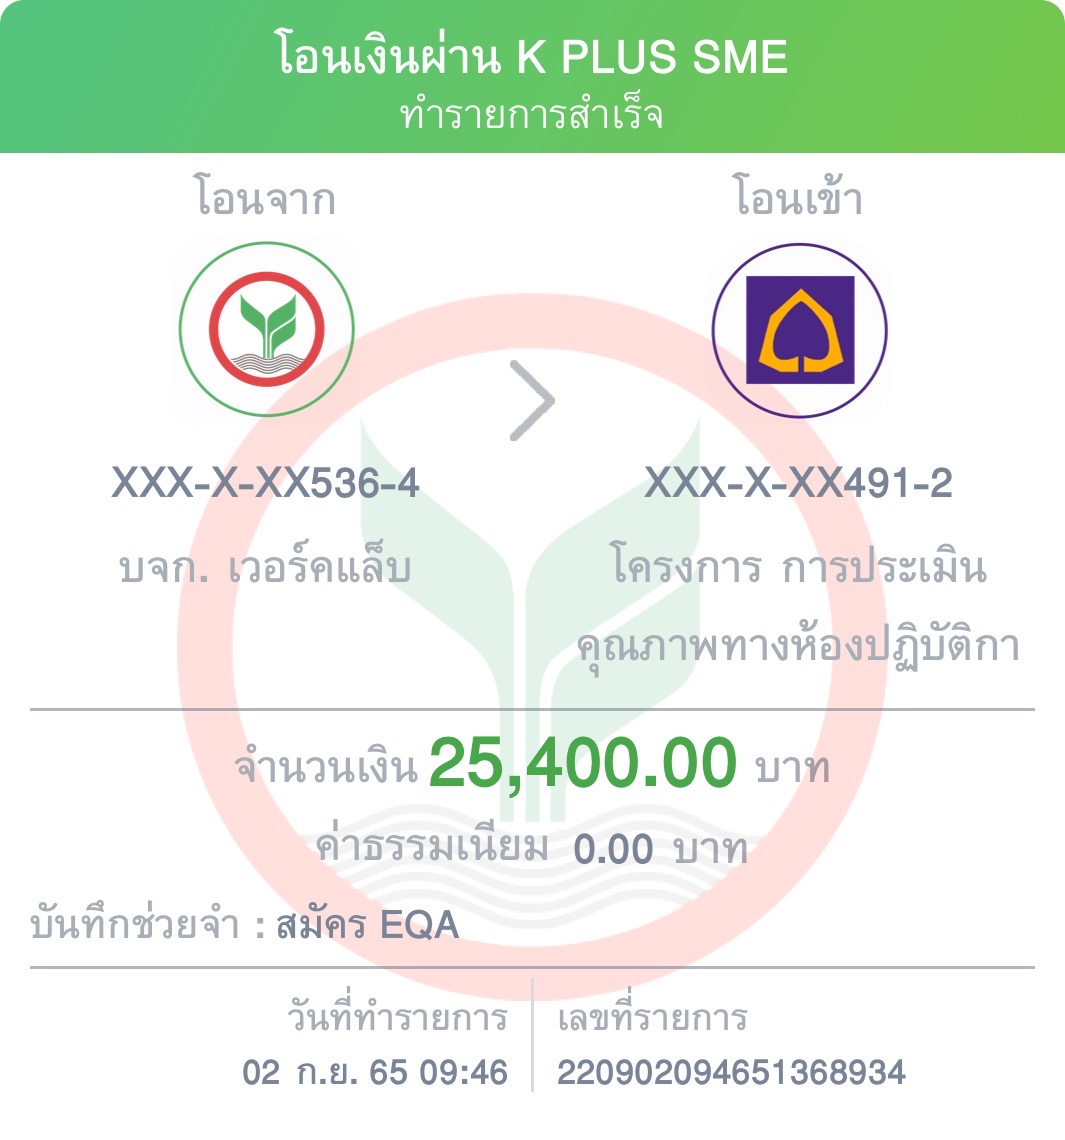 โอนเงินผ่าน K PLUS SME
ทำรายการสำเร็จ
โอนจาก
โอนเข้า
XXX-X-XX536-4
XXX-X-XX491-2
บจก. เวอร์คแล็บ
โครงการ การประเมิน
คุณภาพทางห้องปฏิบัติกา
จำนวนเงิน 25,400.00 บาท
ค่าธรรมเนียม 0.00 บาท
บันทึกช่วยจำ : สมัคร EQA
วันที่ทำรายการ
02 ก.ย. 65 09:46
เลขที่รายการ
220902094651368934